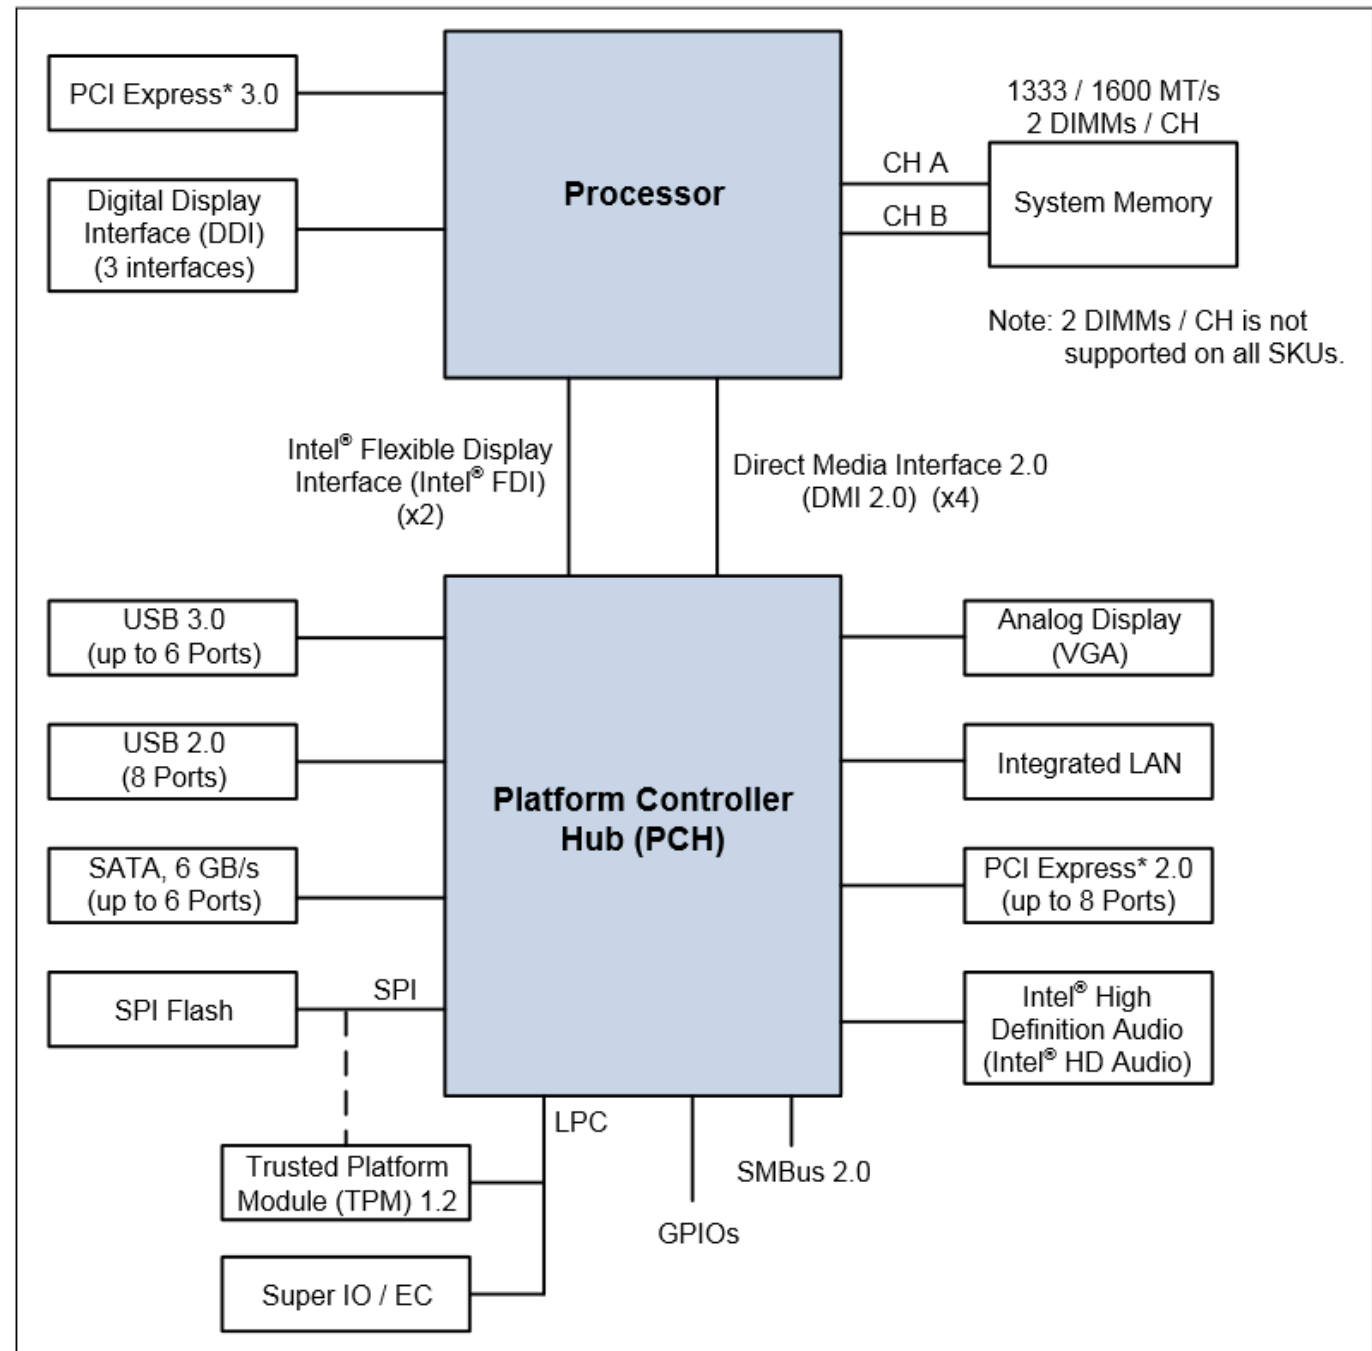 PCI Express* 3.0
Digital Display
Interface (DDI)
(3 interfaces)
Processor
1333 / 1600 MT/s
2 DIMMs / CH
CH A
CH B
System Memory
Note: 2 DIMMs / CH is not
supported on all SKUs.
Intel® Flexible Display
Interface (Intel® FDI)
(x2)
Direct Media Interface 2.0
(DMI 2.0) (x4)
USB 3.0
(up to 6 Ports)
USB 2.0
(8 Ports)
SATA, 6 GB/s
(up to 6 Ports)
SPI Flash
SPI
Platform Controller
Hub (PCH)
Analog Display
(VGA)
Integrated LAN
PCI Express* 2.0
(up to 8 Ports)
Intel® High
Definition Audio
(Intel® HD Audio)
LPC
Trusted Platform
Module (TPM) 1.2
SMBus 2.0
GPIOs
Super IO / EC